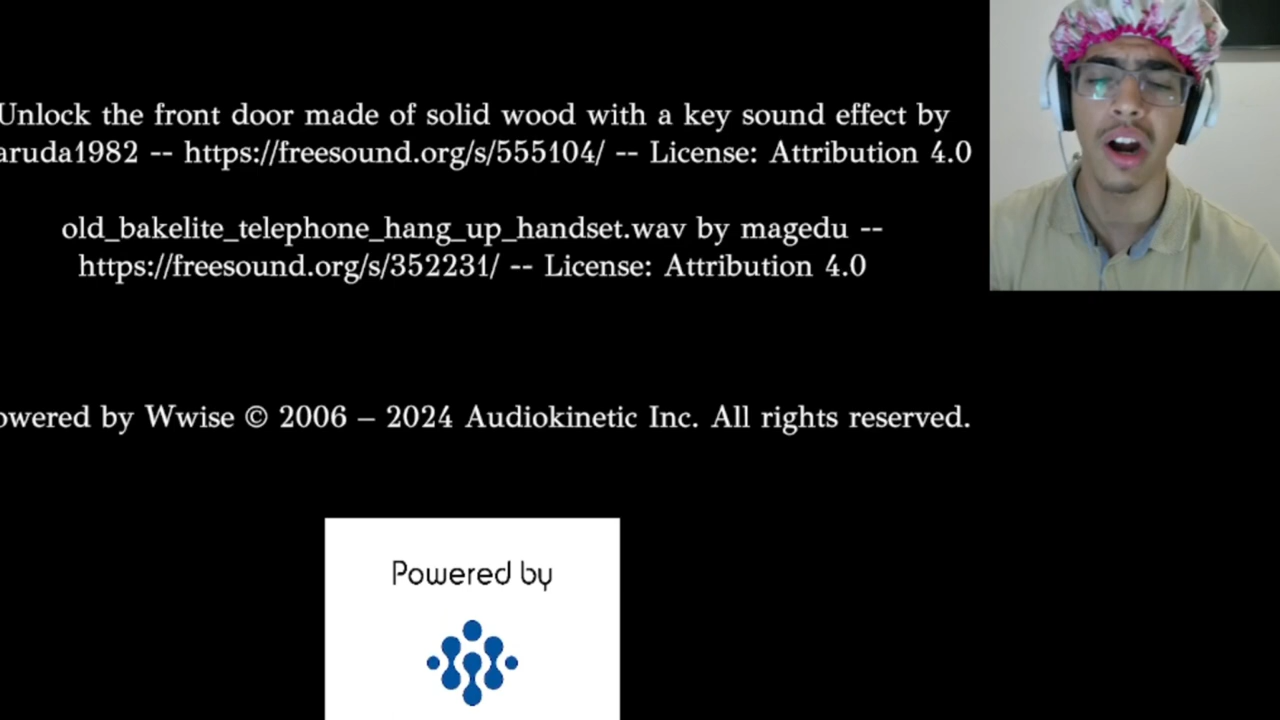 Unlock the front door made of solid wood with a key sound effect by
aruda1982 -- https://freesound.org/s/555104/ -- License: Attribution 4.0
old_bakelite_telephone_hang_up_handset.wav by magedu --
https://freesound.org/s/352231/ -- License: Attribution 4.0
owered by Wwise © 2006 – 2024 Audiokinetic Inc. All rights reserved.
Powered by